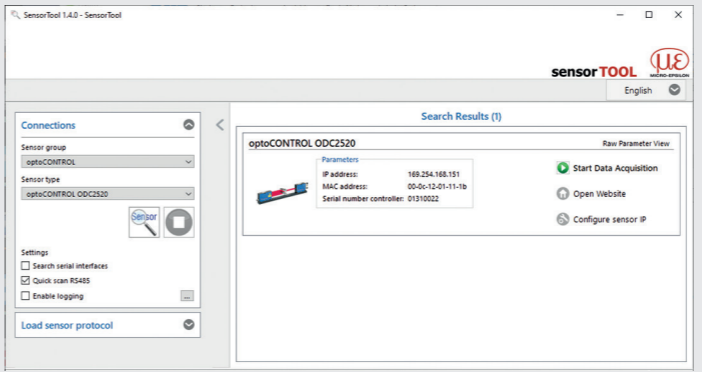 SensorTool 1.4.0 - SensorTool
sensorTOOL
MICRO-EPSILON
English
Connections
Sensor group
optoCONTROL
Sensor type
optoCONTROL ODC2520
Sensor
Settings
Search serial interfaces
Quick scan RS485
Enable logging
...
Load sensor protocol
Search Results (1)
optoCONTROL ODC2520
Raw Parameter View
Parameters
IP address: 169.254.168.151
MAC address: 00-0c-12-01-11-1b
Serial number controller: 01310022
Start Data Acquisition
Open Website
Configure sensor IP